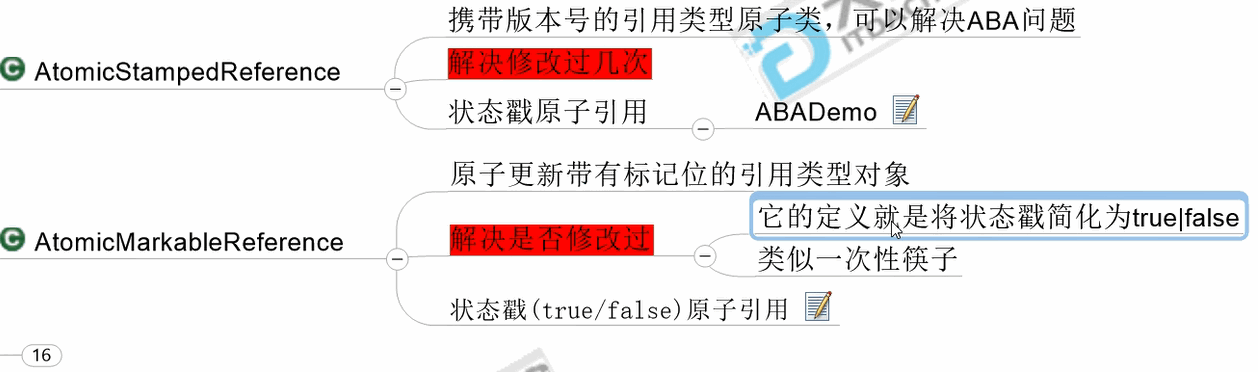 AtomicStampedReference
携带版本号的引用类型原子类，可以解决ABA问题
解决修改过几次
状态戳原子引用
ABADemo
AtomicMarkableReference
原子更新带有标记位的引用类型对象
解决是否修改过
它的定义就是将状态戳简化为true|false
类似一次性筷子
状态戳(true/false)原子引用
16